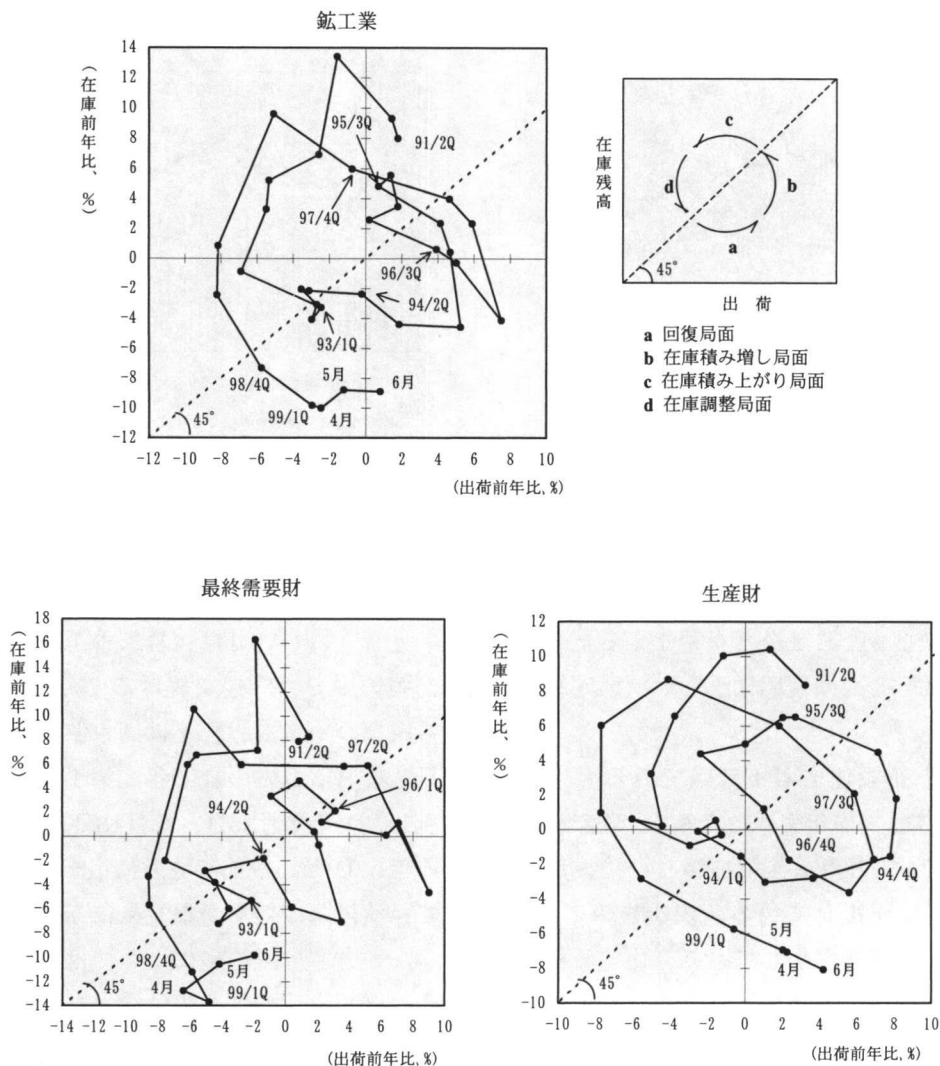 鉱工業
(在庫前年比、%)
14
12
10
8
6
4
2
0
-2
-4
-6
-8
-10
-12
95/3Q
91/2Q
97/4Q
96/3Q
94/2Q
93/1Q
5月
6月
98/4Q
99/1Q
4月
45°
-12 -10 -8 -6 -4 -2 0 2 4 6 8 10
(出荷前年比,%)
在庫残高
c
d
b
a
45°
出荷
a 回復局面
b 在庫積み増し局面
c 在庫積み上がり局面
d 在庫調整局面
最終需要財
(在庫前年比、%)
18
16
14
12
10
8
6
4
2
0
-2
-4
-6
-8
-10
-12
-14
91/2Q
97/2Q
96/1Q
94/2Q
93/1Q
98/4Q
6月
5月
4月
99/1Q
45°
-14 -12 -10 -8 -6 -4 -2 0 2 4 6 8 10
(出荷前年比,%)
生産財
(在庫前年比、%)
12
10
8
6
4
2
0
-2
-4
-6
-8
-10
91/2Q
95/3Q
97/3Q
96/4Q
94/1Q
94/4Q
99/1Q
5月
4月
6月
45°
-10 -8 -6 -4 -2 0 2 4 6 8 10
(出荷前年比,%)